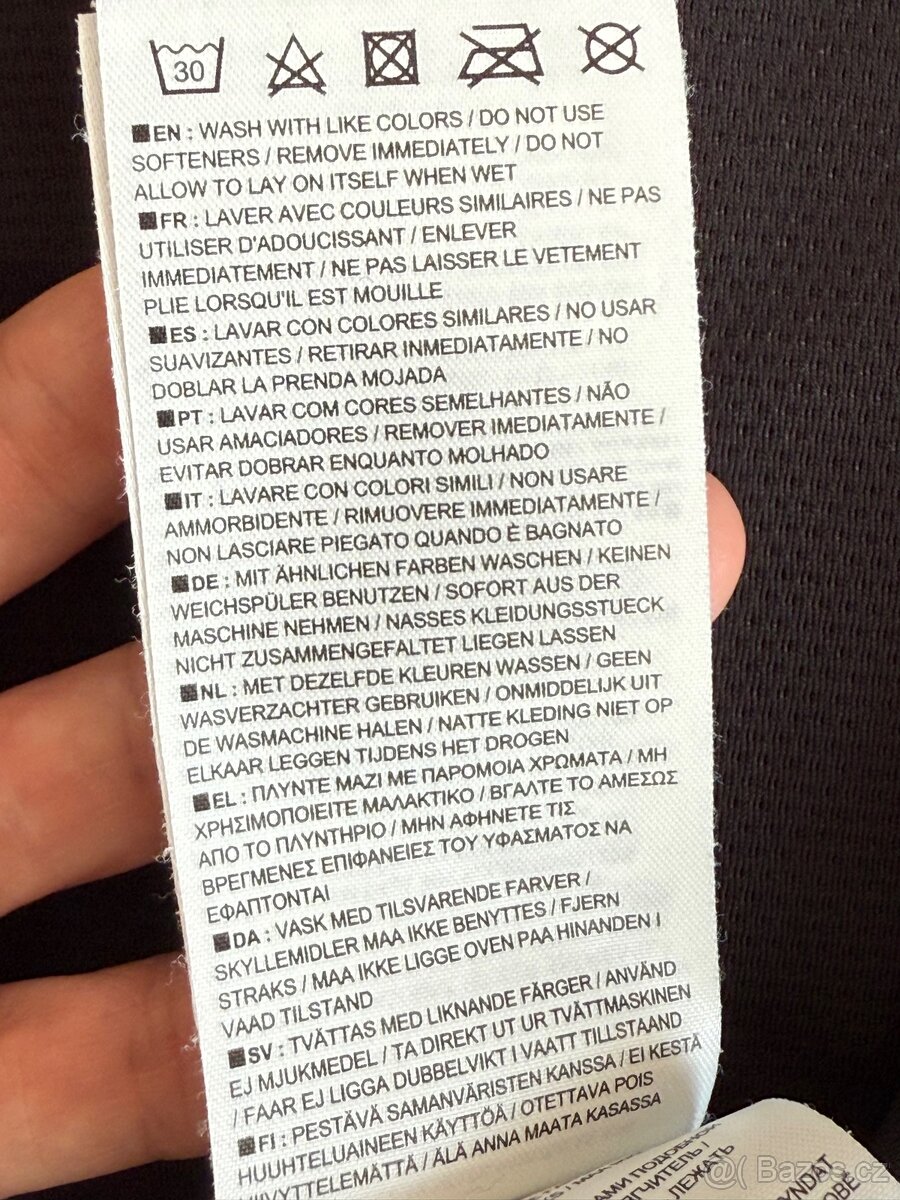 30
EN : WASH WITH LIKE COLORS / DO NOT USE
SOFTENERS / REMOVE IMMEDIATELY / DO NOT
ALLOW TO LAY ON ITSELF WHEN WET
FR : LAVER AVEC COULEURS SIMILAIRES / NE PAS
UTILISER D'ADOUCISSANT / ENLEVER
IMMEDIATEMENT / NE PAS LAISSER LE VETEMENT
PLIE LORSQU'IL EST MOUILLE
ES : LAVAR CON COLORES SIMILARES / NO USAR
SUAVIZANTES / RETIRAR INMEDIATAMENTE / NO
DOBLAR LA PRENDA MOJADA
PT : LAVAR COM CORES SEMELHANTES / NÃO
USAR AMACIADORES / REMOVER IMEDIATAMENTE /
EVITAR DOBRAR ENQUANTO MOLHADO
IT : LAVARE CON COLORI SIMILI / NON USARE
AMMORBIDENTE / RIMUOVERE IMMEDIATAMENTE /
NON LASCIARE PIEGATO QUANDO È BAGNATO
DE : MIT ÄHNLICHEN FARBEN WASCHEN / KEINEN
WEICHSPÜLER BENUTZEN / SOFORT AUS DER
MASCHINE NEHMEN / NASSES KLEIDUNGSSTUECK
NICHT ZUSAMMENGEFALTET LIEGEN LASSEN
NL : MET DEZELFDE KLEUREN WASSEN / GEEN
WASVERZACHTER GEBRUIKEN / ONMIDDELIJK UIT
DE WASMACHINE HALEN / NATTE KLEDING NIET OP
ELKAAR LEGGEN TIJDENS HET DROGEN
EL : ΠΛΥΝΤΕ ΜΑΖΙ ΜΕ ΠΑΡΟΜΟΙΑ ΧΡΩΜΑΤΑ / ΜΗ
ΧΡΗΣΙΜΟΠΟΙΕΙΤΕ ΜΑΛΑΚΤΙΚΟ / ΒΓΑΛΤΕ ΤΟ ΑΜΕΣΩΣ
ΑΠΟ ΤΟ ΠΛΥΝΤΗΡΙΟ / ΜΗΝ ΑΦΗΝΕΤΕ ΤΙΣ
ΒΡΕΓΜΕΝΕΣ ΕΠΙΦΑΝΕΙΕΣ ΤΟΥ ΥΦΑΣΜΑΤΟΣ ΝΑ
ΕΦΑΠΤΟΝΤΑΙ
DA : VASK MED TILSVARENDE FARVER /
SKYLLEMIDLER MAA IKKE BENYTTES / FJERN
STRAKS / MAA IKKE LIGGE OVEN PAA HINANDEN I
VAAD TILSTAND
SV : TVÄTTAS MED LIKNANDE FÄRGER / ANVÄND
EJ MJUKMEDEL / TA DIREKT UT UR TVÄTTMASKINEN
/ FAAR EJ LIGGA DUBBELVIKT I VAATT TILLSTAAND
FI : PESTÄVÄ SAMANVÄRISTEN KANSSA / EI KESTÄ
HUUHTELUAINEEN KÄYTTÖÄ / OTETTAVA POIS
/ ÄLÄ ANNA MAATA KASASSA
ЛЕЖАТЬ
Bazos.cz